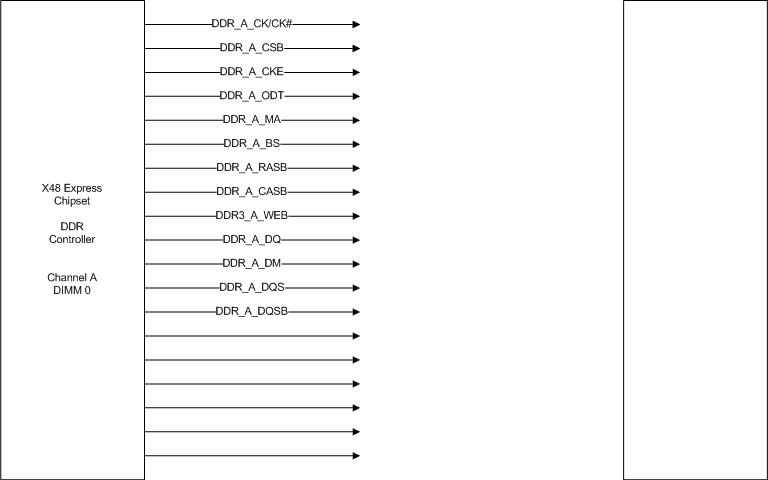 DDR_A_CK/CK#
DDR_A_CSB
DDR_A_CKE
DDR_A_ODT
DDR_A_MA
DDR_A_BS
DDR_A_RASB
DDR_A_CASB
DDR3_A_WEB
DDR_A_DQ
DDR_A_DM
DDR_A_DQS
DDR_A_DQSB
X48 Express
Chipset
DDR
Controller
Channel A
DIMM 0